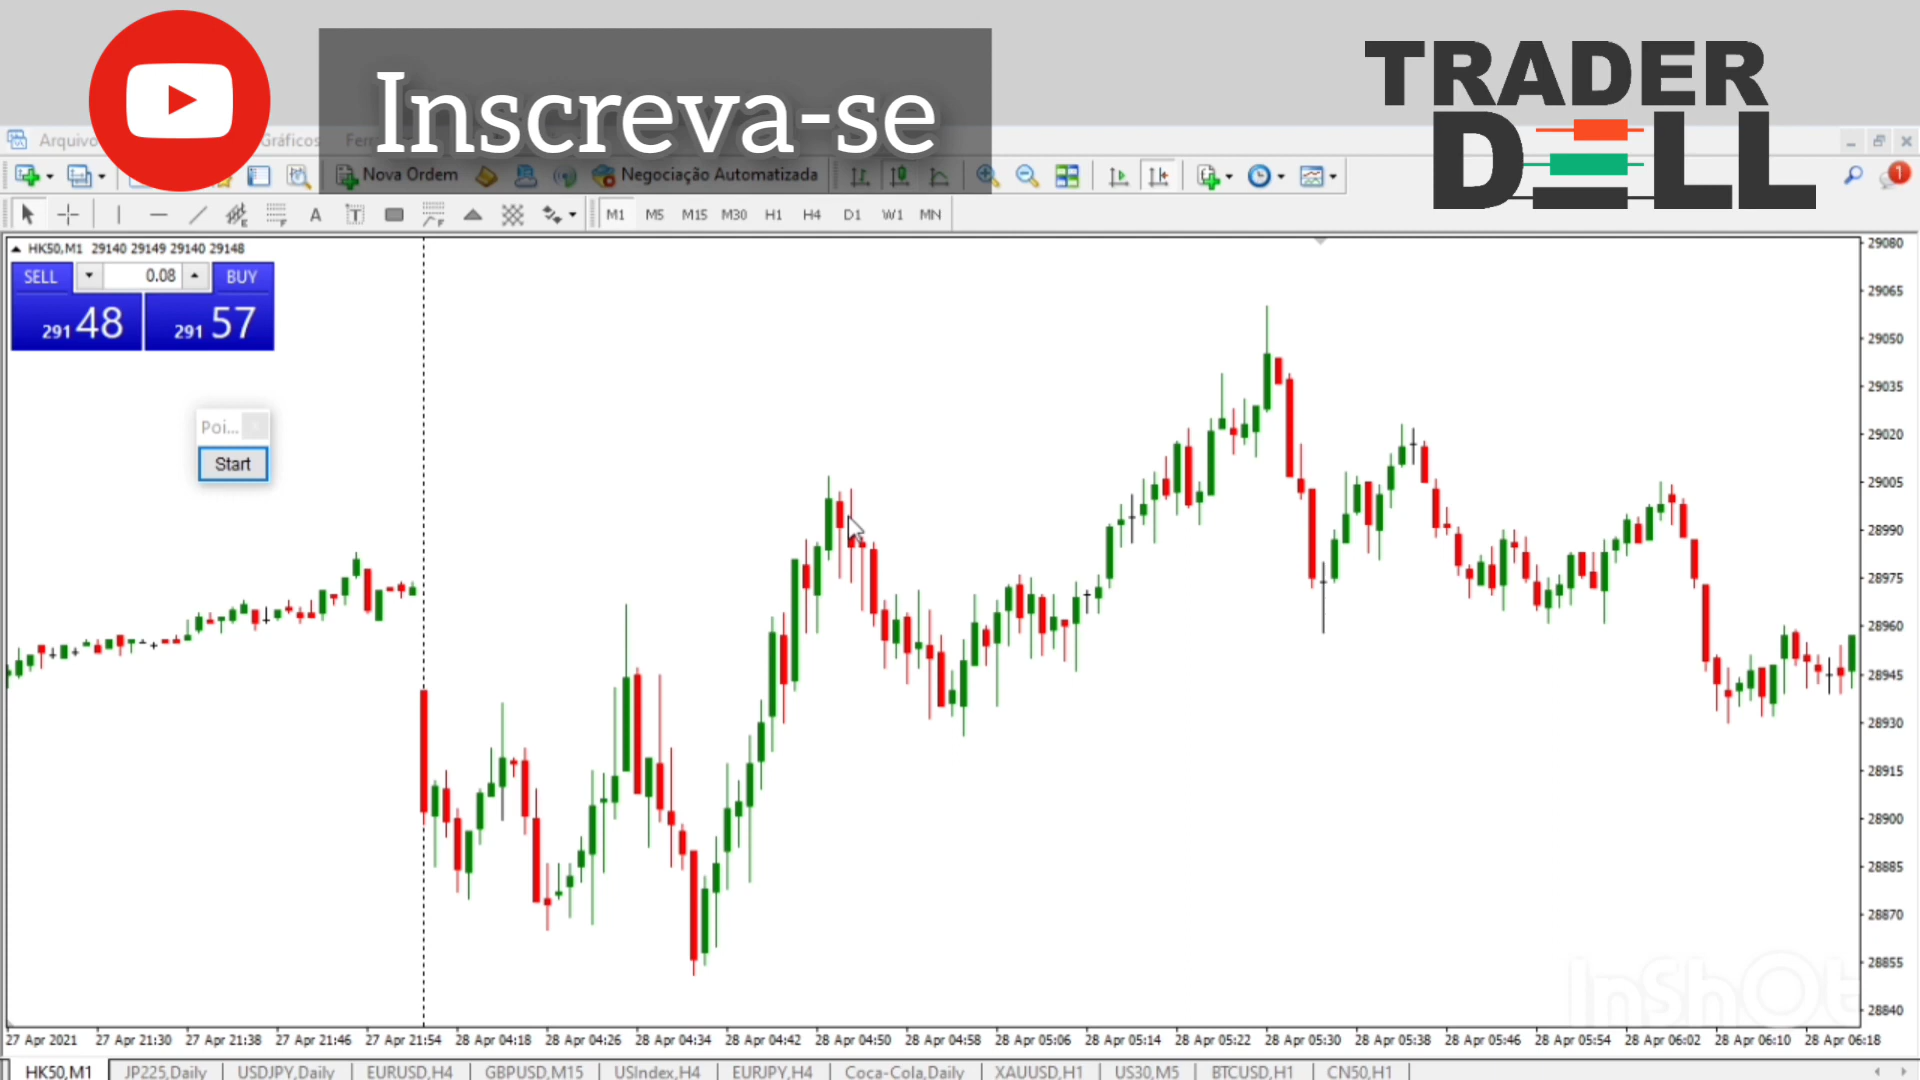 Inscreva-se
TRADER
DELL
Arquivo
Gráficos
Nova Ordem
Negociação Automatizada
1
A
T
M1 M5 M15 M30 H1 H4 D1 W1 MN
HK50,M1 29140 29149 29140 29148
SELL 0.08 BUY
291 48 291 57
Poi...
Start
29080
29065
29050
29035
29020
29005
28990
28975
28960
28945
28930
28915
28900
28885
28870
28855
28840
InShOt
27 Apr 2021 27 Apr 21:30 27 Apr 21:38 27 Apr 21:46 27 Apr 21:54 28 Apr 04:18 28 Apr 04:26 28 Apr 04:34 28 Apr 04:42 28 Apr 04:50 28 Apr 04:58 28 Apr 05:06 28 Apr 05:14 28 Apr 05:22 28 Apr 05:30 28 Apr 05:38 28 Apr 05:46 28 Apr 05:54 28 Apr 06:02 28 Apr 06:10 28 Apr 06:18
HK50,M1 JP225,Daily USDJPY,Daily EURUSD,H4 GBPUSD,M15 USIndex,H4 EURJPY,H4 Coca-Cola,Daily XAUUSD,H1 US30,M5 BTCUSD,H1 CN50,H1